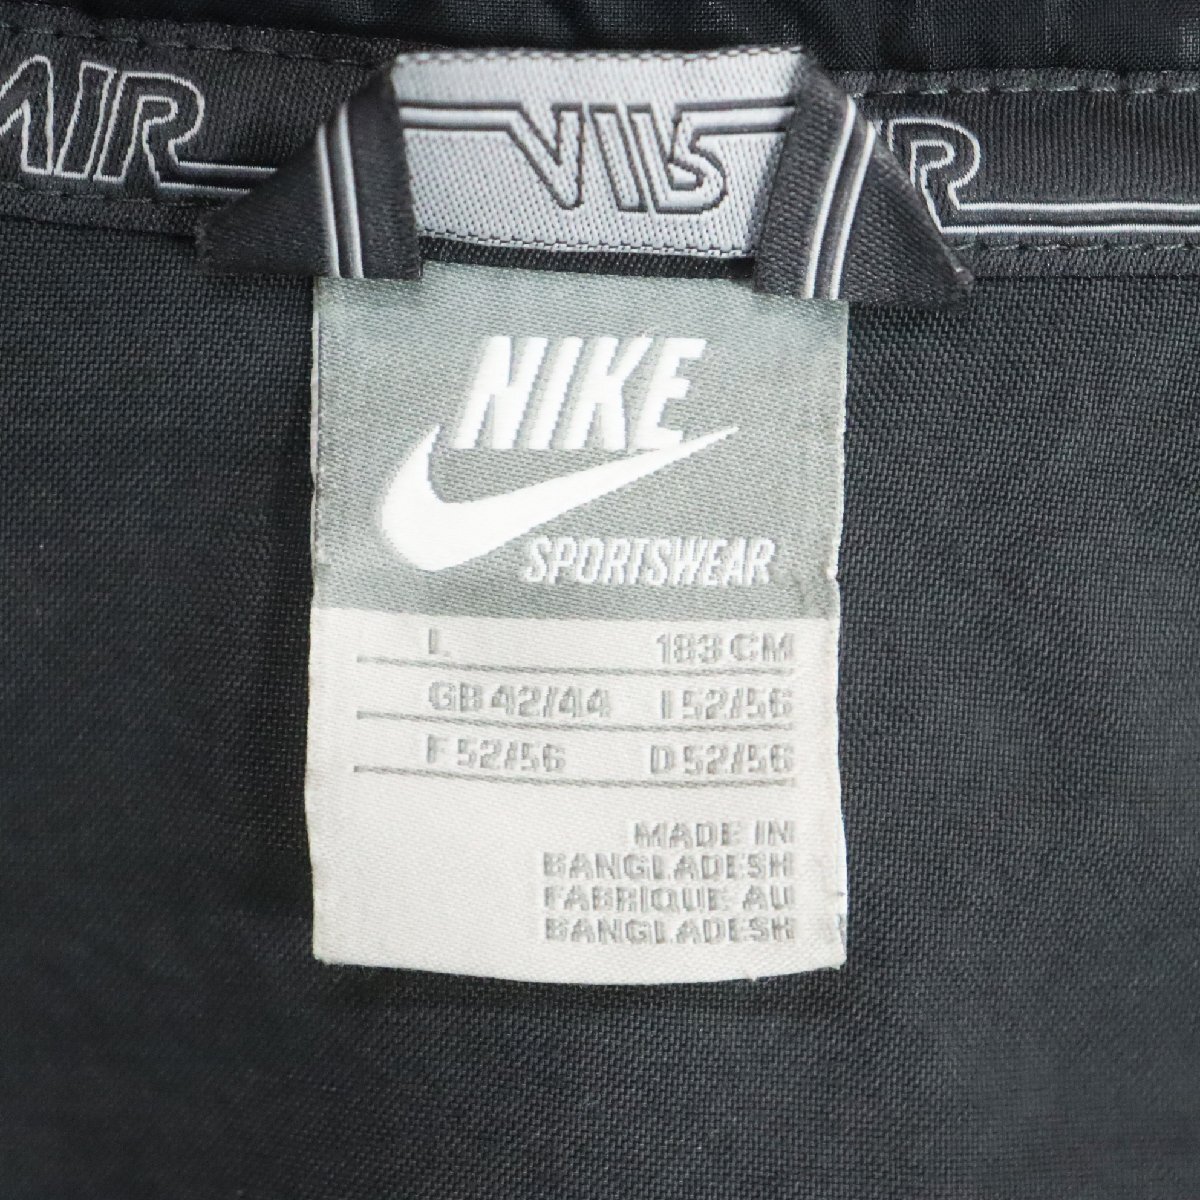 AIR
NIKE
SPORTSWEAR
L 183 CM
GB 42/44 I 52/56
F 52/56 D 52/56
MADE IN
BANGLADESH
FABRIQUE AU
BANGLADESH